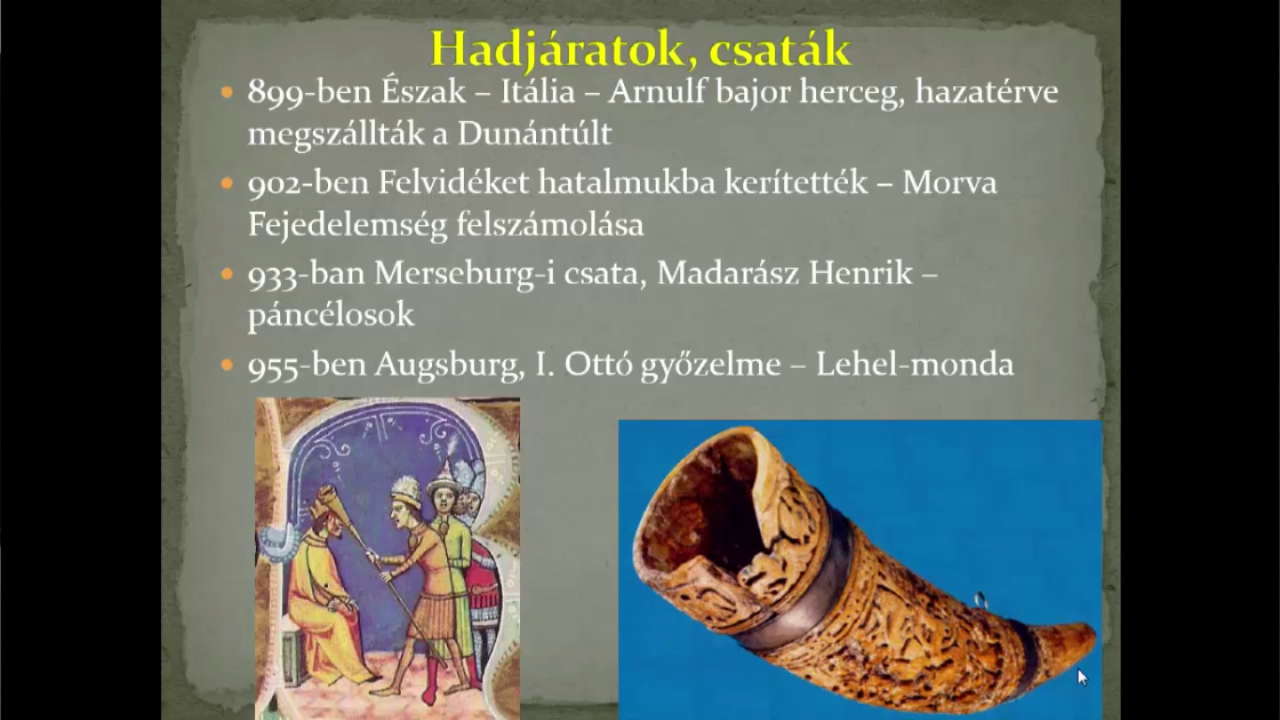 Hadjáratok, csaták
899-ben Észak – Itália – Arnulf bajor herceg, hazatérve
megszállták a Dunántúlt
902-ben Felvidéket hatalmukba kerítették – Morva
Fejedelemség felszámolása
933-ban Merseburg-i csata, Madarász Henrik –
páncélosok
955-ben Augsburg, I. Ottó győzelme – Lehel-monda